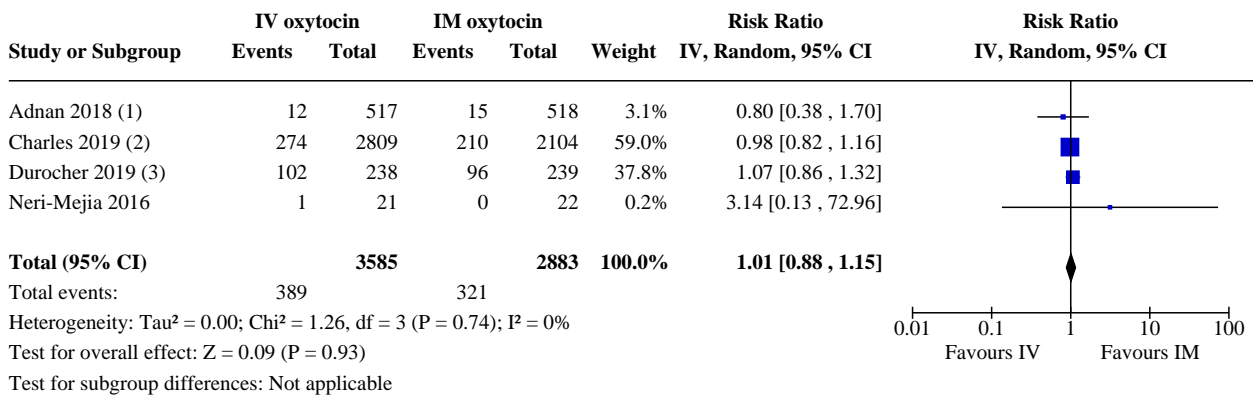 IV oxytocin IM oxytocin Risk Ratio Risk Ratio
Study or Subgroup Events Total Events Total Weight IV, Random, 95% CI IV, Random, 95% CI
Adnan 2018 (1) 12 517 15 518 3.1% 0.80 [0.38 , 1.70]
Charles 2019 (2) 274 2809 210 2104 59.0% 0.98 [0.82 , 1.16]
Durocher 2019 (3) 102 238 96 239 37.8% 1.07 [0.86 , 1.32]
Neri-Mejia 2016 1 21 0 22 0.2% 3.14 [0.13 , 72.96]
Total (95% CI) 3585 2883 100.0% 1.01 [0.88 , 1.15]
Total events: 389 321
Heterogeneity: Tau² = 0.00; Chi² = 1.26, df = 3 (P = 0.74); I² = 0%
Test for overall effect: Z = 0.09 (P = 0.93)
Test for subgroup differences: Not applicable
0.01 0.1 1 10 100
Favours IV Favours IM